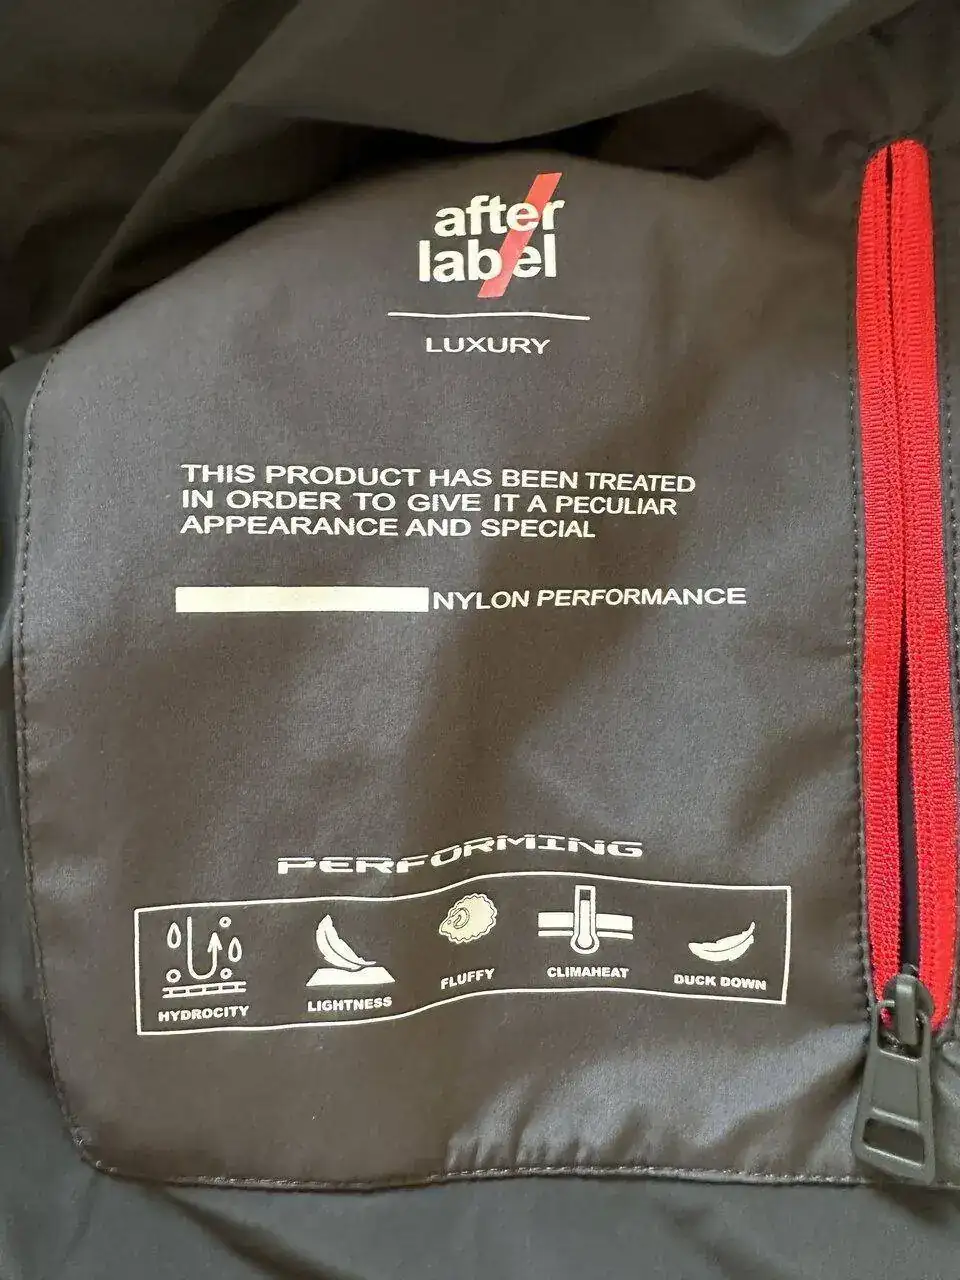 after
label
LUXURY
THIS PRODUCT HAS BEEN TREATED
IN ORDER TO GIVE IT A PECULIAR
APPEARANCE AND SPECIAL
NYLON PERFORMANCE
PERFORMING
HYDROCITY
LIGHTNESS
FLUFFY
CLIMAHEAT
DUCK DOWN